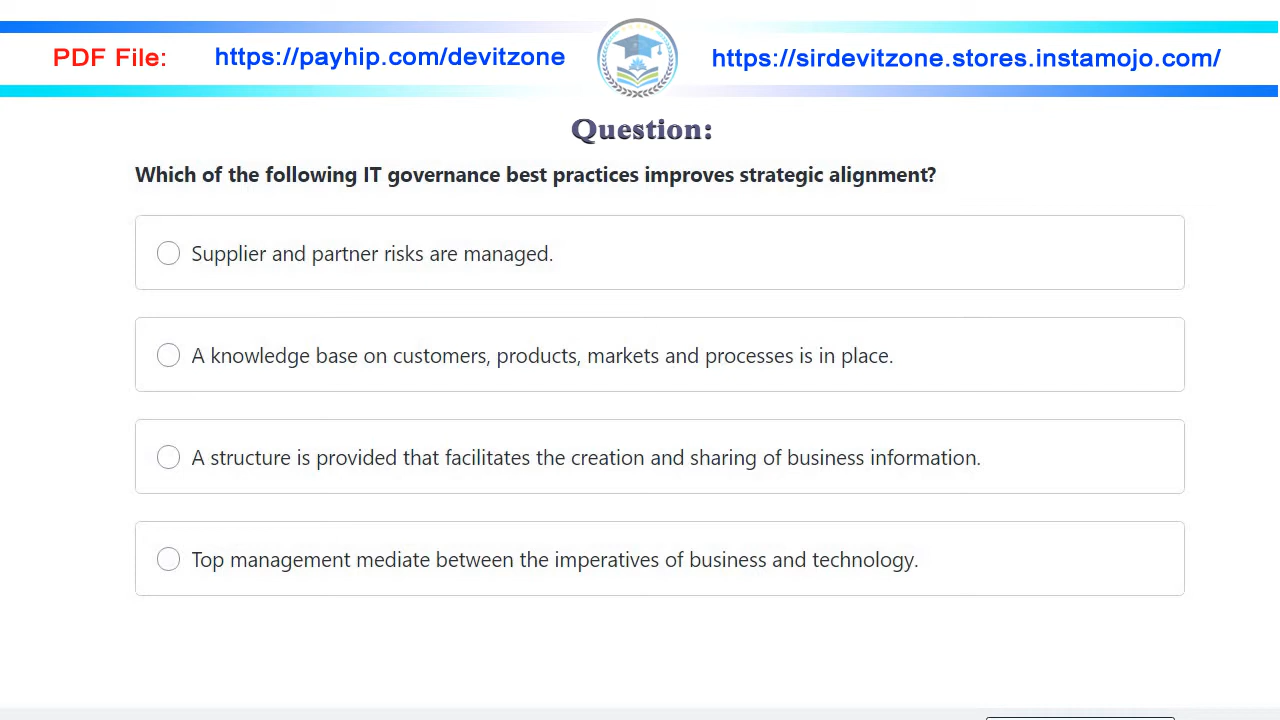 PDF File: https://payhip.com/devitzone https://sirdevitzone.stores.instamojo.com/
Question:
Which of the following IT governance best practices improves strategic alignment?
Supplier and partner risks are managed.
A knowledge base on customers, products, markets and processes is in place.
A structure is provided that facilitates the creation and sharing of business information.
Top management mediate between the imperatives of business and technology.